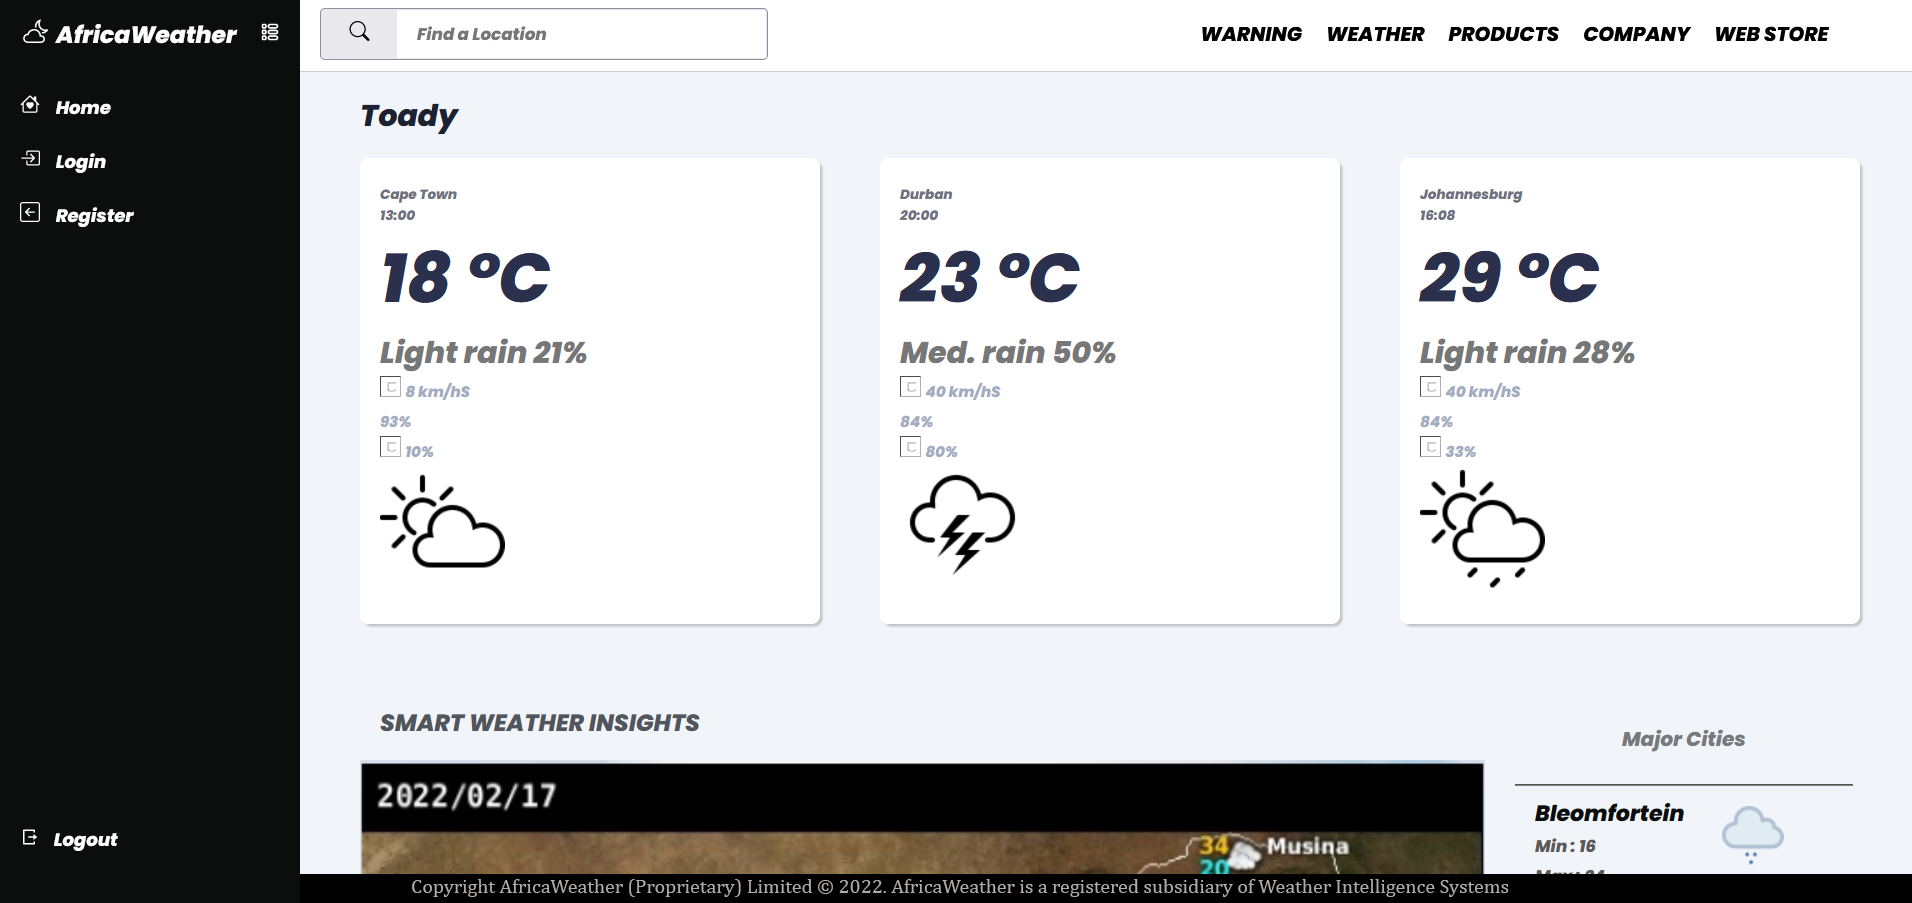 AfricaWeather
Home
Login
Register
Logout
Find a Location
WARNING WEATHER PRODUCTS COMPANY WEB STORE
Toady
Cape Town
13:00
18 °C
Light rain 21%
8 km/hS
93%
10%
Durban
20:00
23 °C
Med. rain 50%
40 km/hS
84%
80%
Johannesburg
16:08
29 °C
Light rain 28%
40 km/hS
84%
33%
SMART WEATHER INSIGHTS
2022/02/17
34
20
Musina
Major Cities
Bleomfortein
Min : 16
Copyright AfricaWeather (Proprietary) Limited © 2022. AfricaWeather is a registered subsidiary of Weather Intelligence Systems